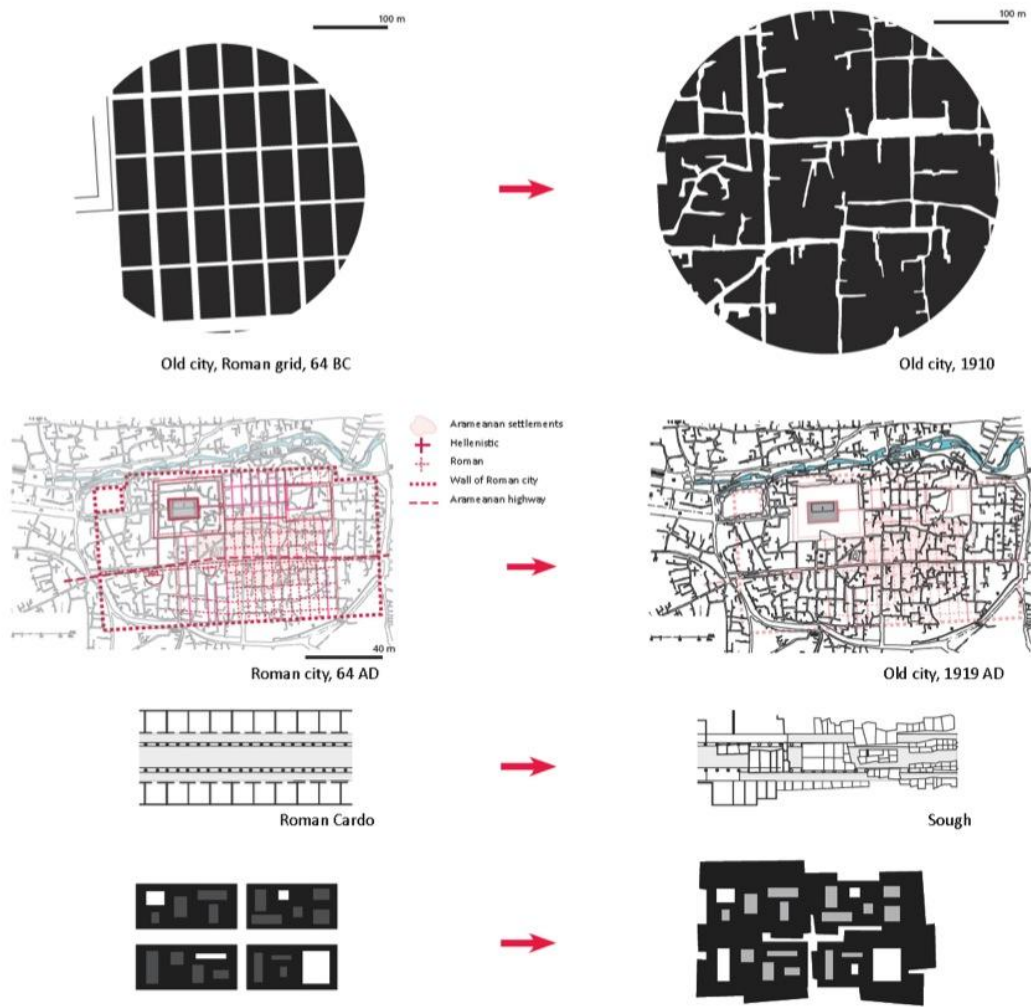 100 m
100 m
Old city, Roman grid, 64 BC
Old city, 1910
Arameanan settlements
Hellenistic
Roman
Wall of Roman city
Arameanan highway
40 m
Roman city, 64 AD
Old city, 1919 AD
Roman Cardo
Sough